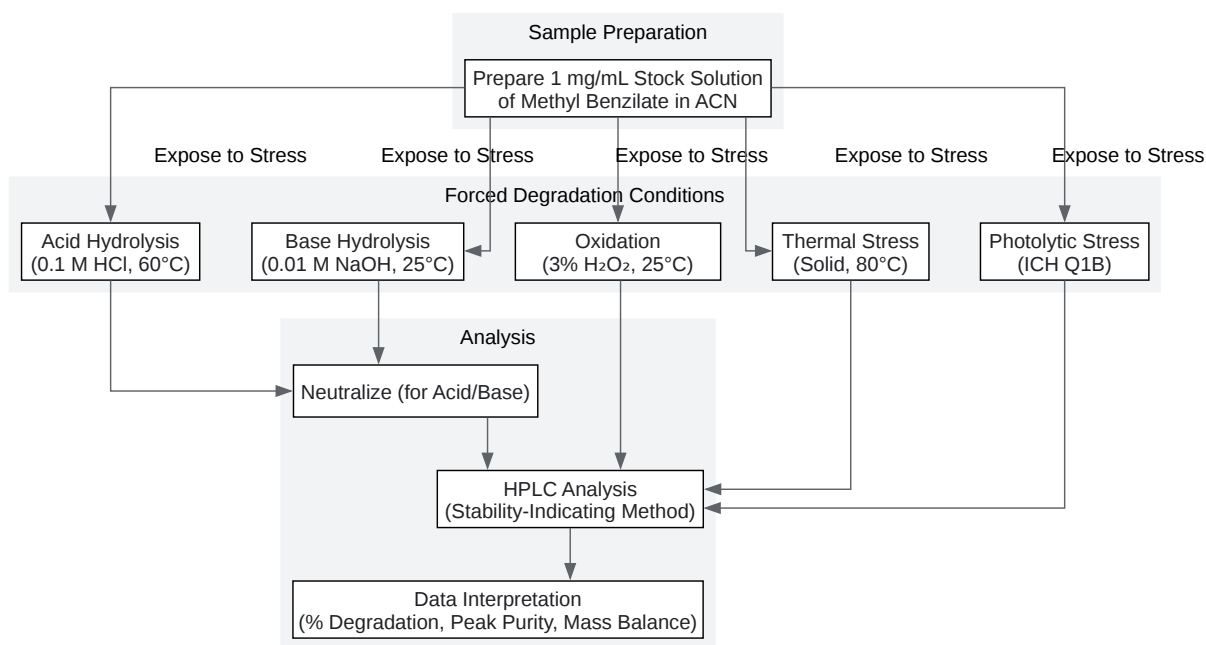 Sample Preparation
Prepare 1 mg/mL Stock Solution
of Methyl Benzilate in ACN
Expose to Stress
Expose to Stress
Expose to Stress
Expose to Stress
Expose to Stress
Forced Degradation Conditions
Acid Hydrolysis
(0.1 M HCl, 60°C)
Base Hydrolysis
(0.01 M NaOH, 25°C)
Oxidation
(3% H₂O₂, 25°C)
Thermal Stress
(Solid, 80°C)
Photolytic Stress
(ICH Q1B)
Analysis
Neutralize (for Acid/Base)
HPLC Analysis
(Stability-Indicating Method)
Data Interpretation
(% Degradation, Peak Purity, Mass Balance)